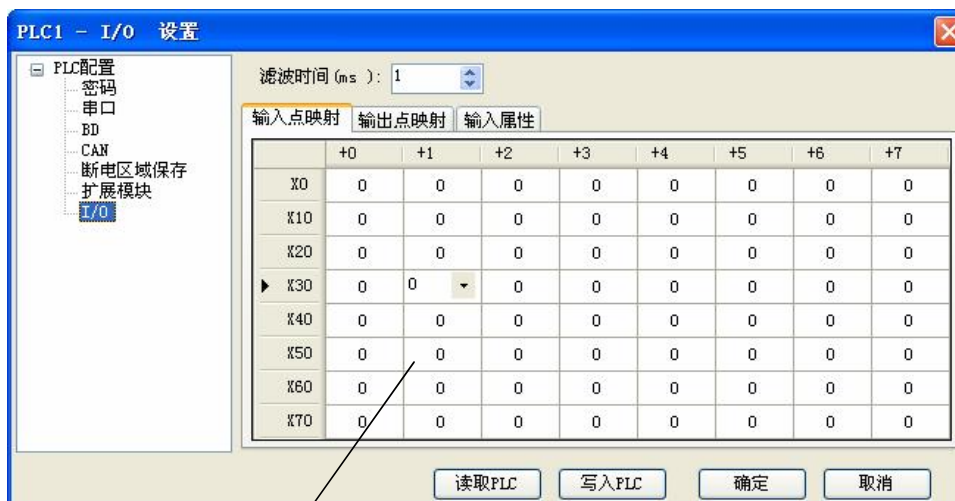 PLC1 - I/O 设置
PLC配置
密码
串口
BD
CAN
断电区域保存
扩展模块
I/O
滤波时间(ms ): 1
输入点映射 输出点映射 输入属性
+0 +1 +2 +3 +4 +5 +6 +7
X0 0 0 0 0 0 0 0 0
X10 0 0 0 0 0 0 0 0
X20 0 0 0 0 0 0 0 0
X30 0 0 0 0 0 0 0 0
X40 0 0 0 0 0 0 0 0
X50 0 0 0 0 0 0 0 0
X60 0 0 0 0 0 0 0 0
X70 0 0 0 0 0 0 0 0
读取PLC 写入PLC 确定 取消